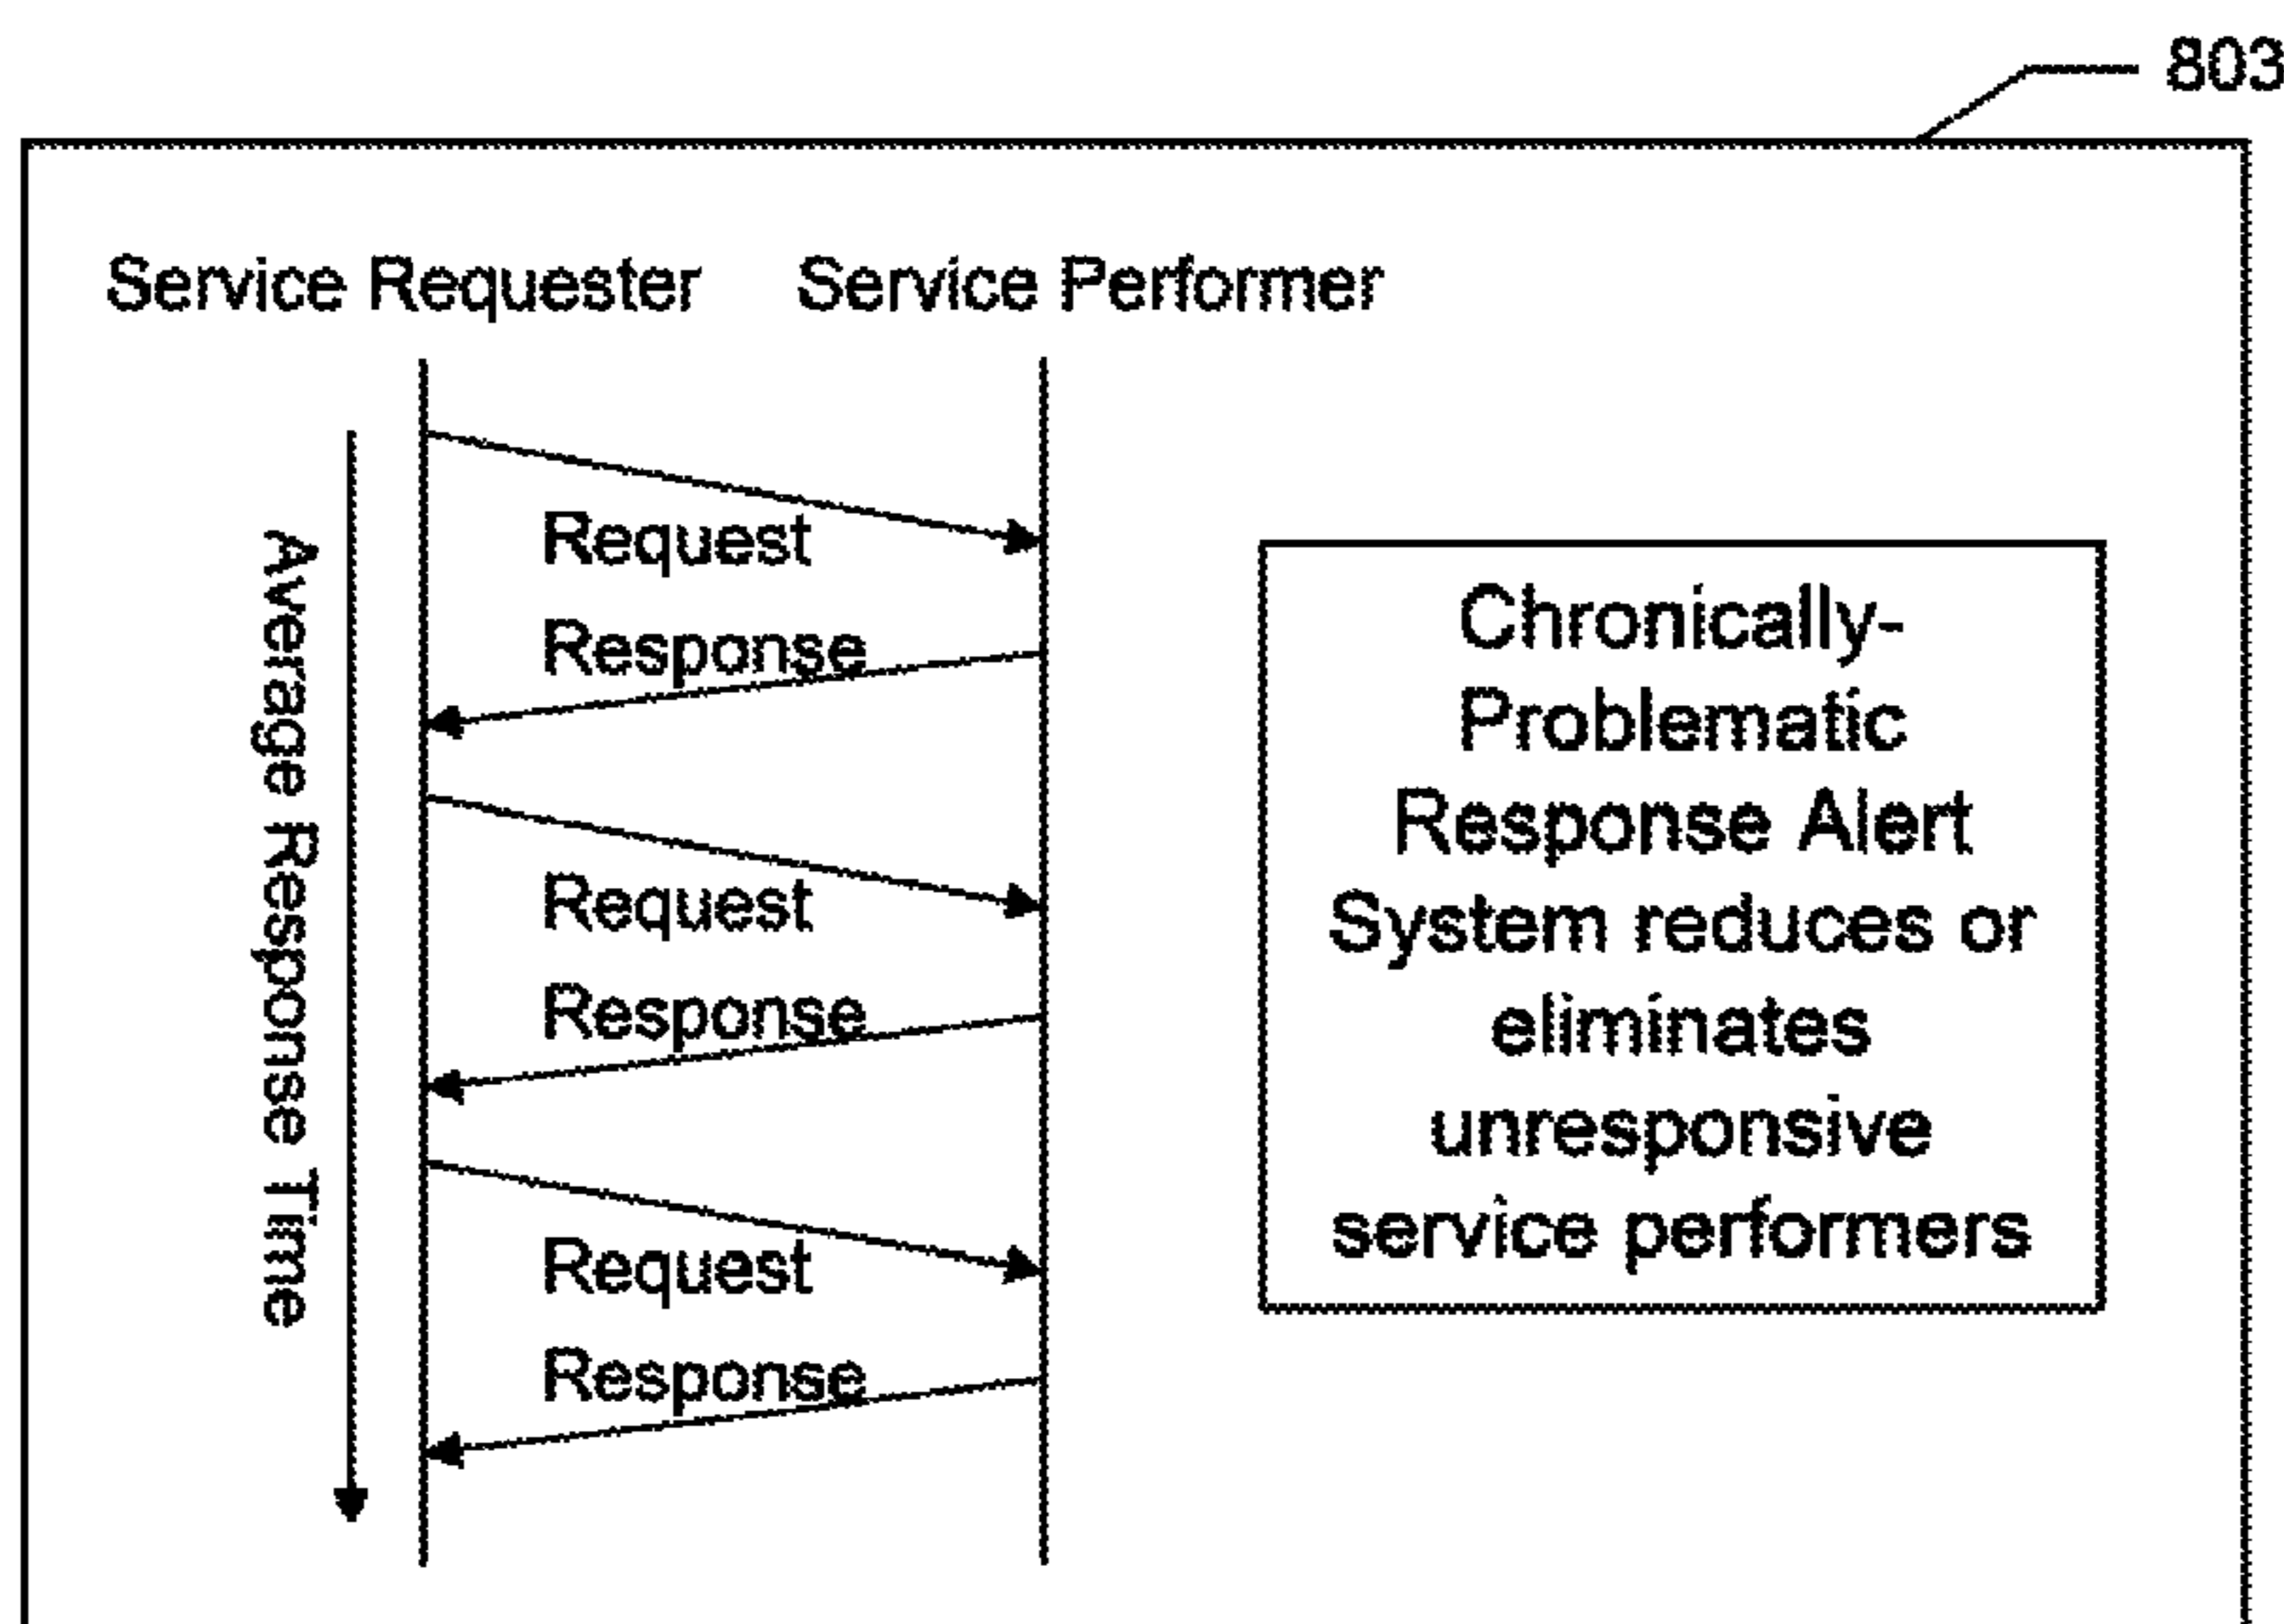 803
Service Requester
Service Performer
Average Response Time
Request
Response
Request
Response
Request
Response
Chronically-
Problematic
Response Alert
System reduces or
eliminates
unresponsive
service performers